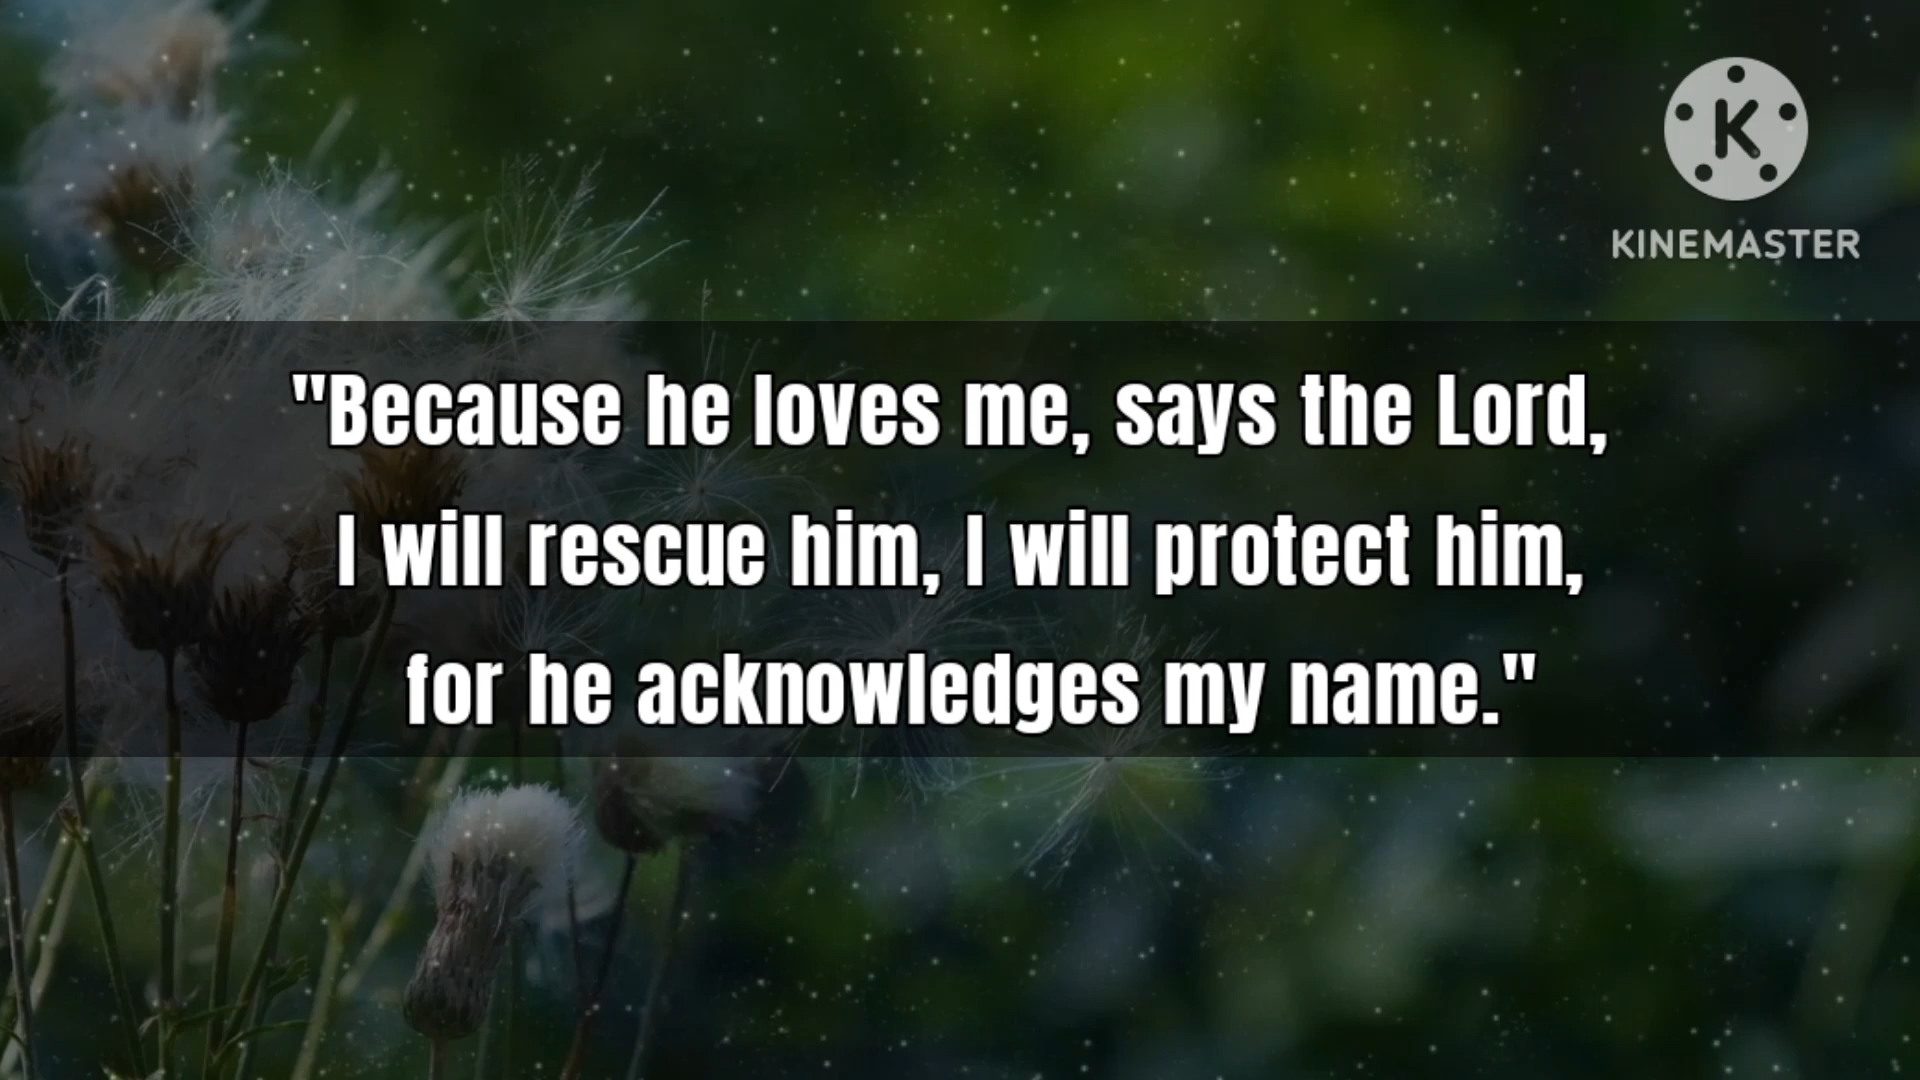 K
KINEMASTER
"Because he loves me, says the Lord,
I will rescue him, I will protect him,
for he acknowledges my name."